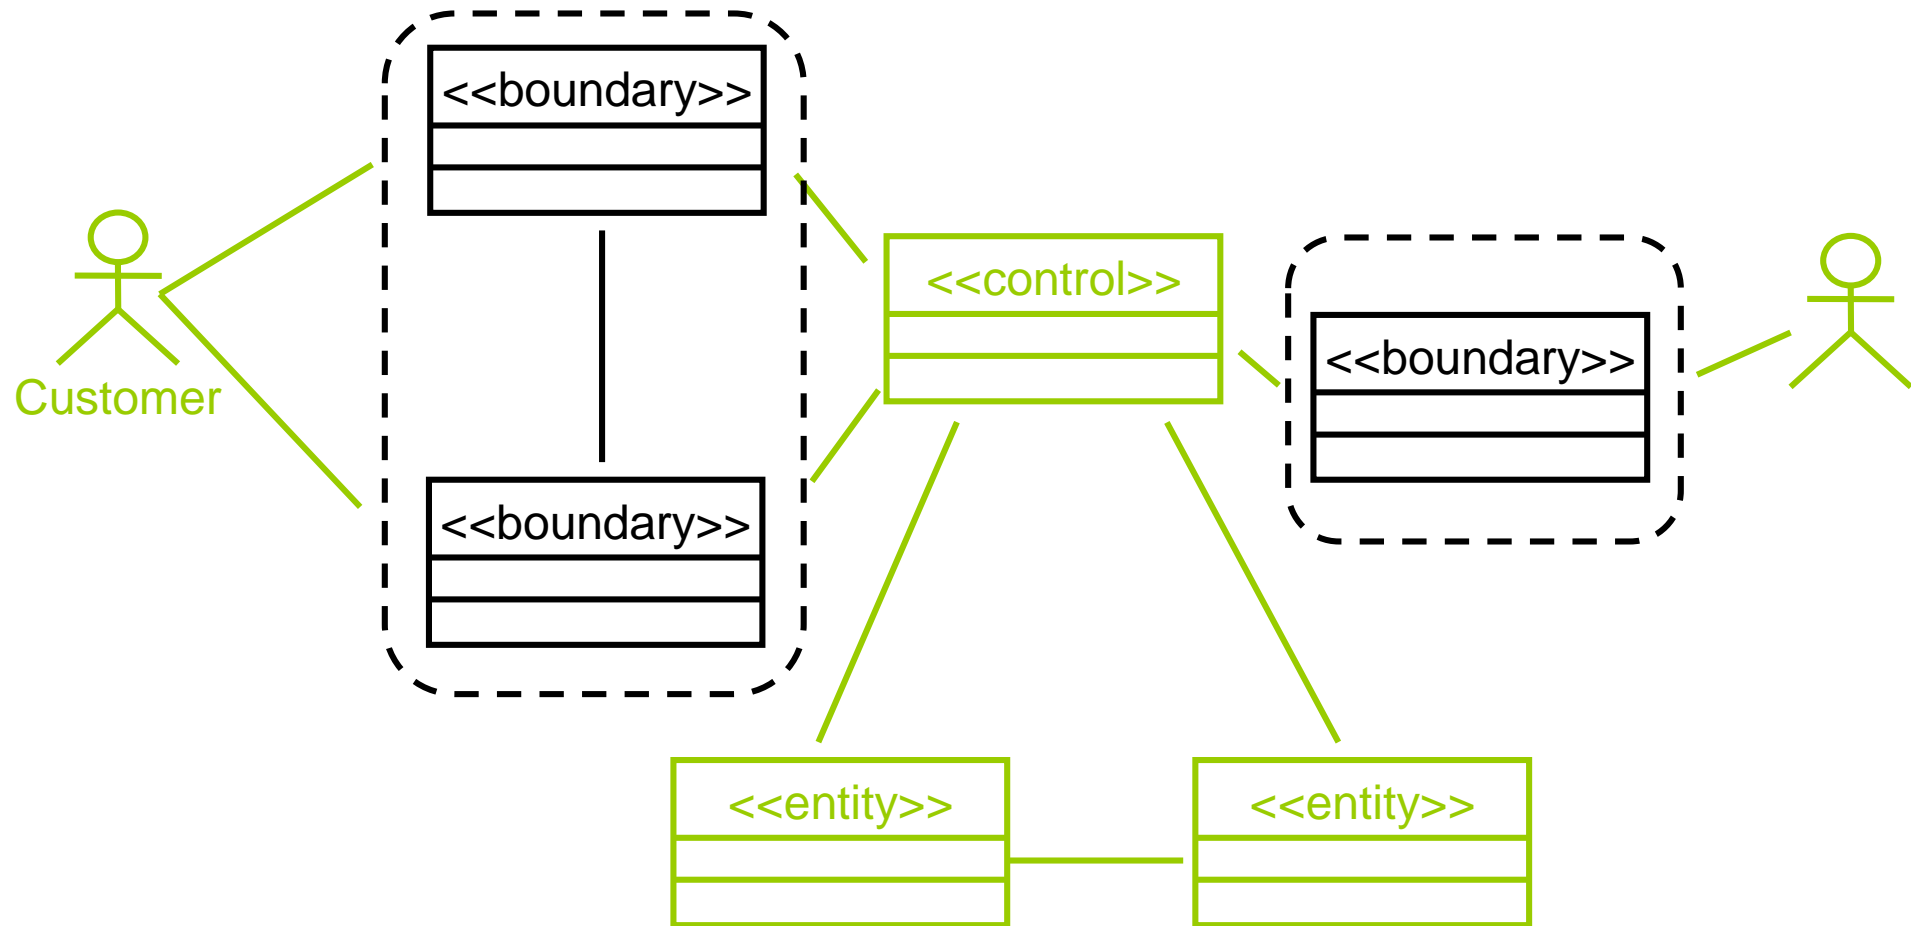 <<boundary>>
<<control>>
<<boundary>>
Customer
<<boundary>>
<<entity>>
<<entity>>